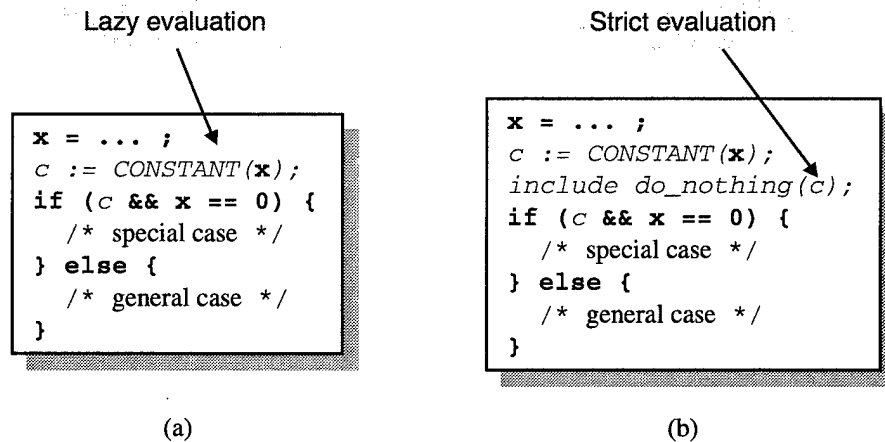 Lazy evaluation
x = ... ;
c := CONSTANT(x);
if (c && x == 0) {
/* special case */
} else {
/* general case */
}
(a)
Strict evaluation
x = ... ;
c := CONSTANT(x);
include do_nothing(c);
if (c && x == 0) {
/* special case */
} else {
/* general case */
}
(b)